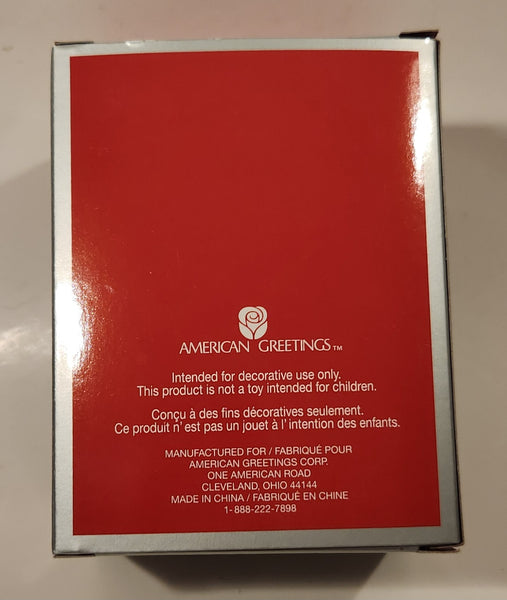 AMERICAN GREETINGS™
Intended for decorative use only.
This product is not a toy intended for children.
Conçu à des fins décoratives seulement.
Ce produit n' est pas un jouet à l' intention des enfants.
MANUFACTURED FOR / FABRIQUÉ POUR
AMERICAN GREETINGS CORP.
ONE AMERICAN ROAD
CLEVELAND, OHIO 44144
MADE IN CHINA / FABRIQUÉ EN CHINE
1- 888-222-7898